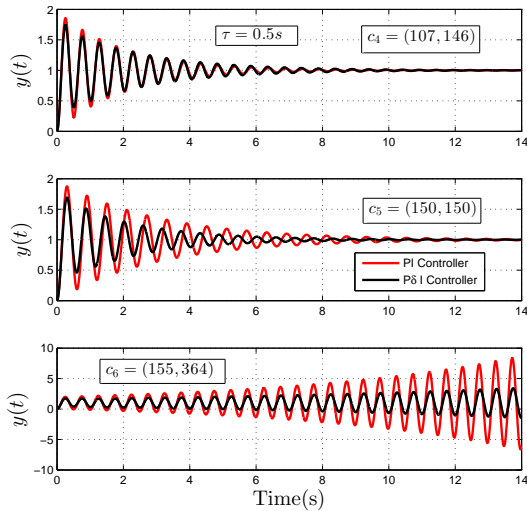 2
1.5
1
0.5
0
y(t)
τ = 0.5s
c₄ = (107, 146)
0 2 4 6 8 10 12 14
2
1.5
1
0.5
0
y(t)
c₅ = (150, 150)
PI Controller
Pδ I Controller
0 2 4 6 8 10 12 14
10
5
0
−5
−10
y(t)
c₆ = (155, 364)
0 2 4 6 8 10 12 14
Time(s)